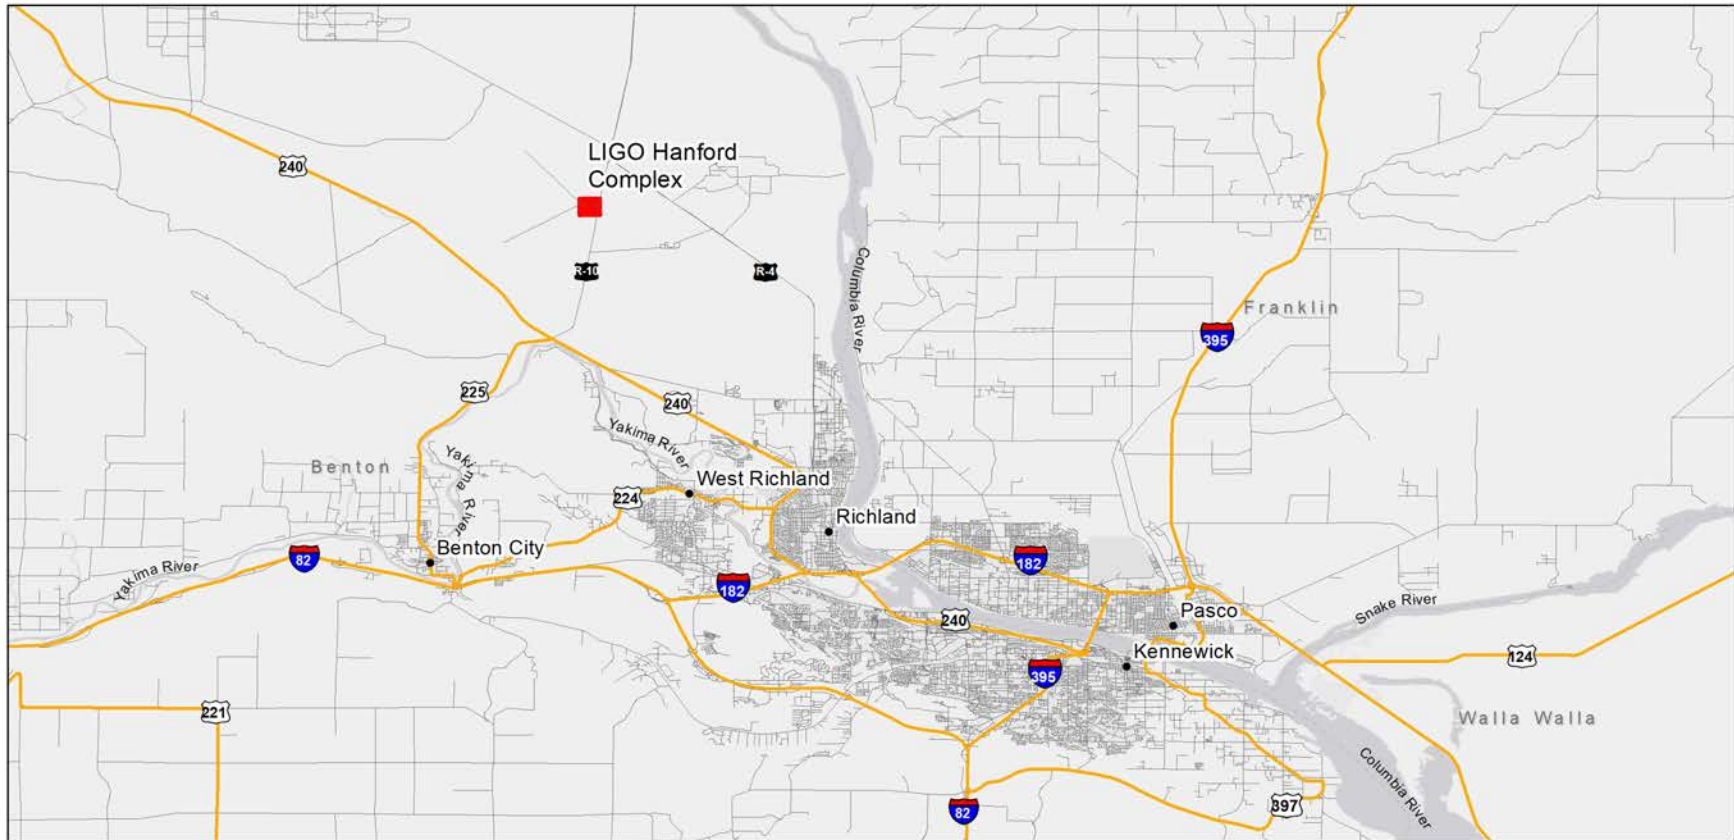 LIGO Hanford
Complex
240
R-10
R-4
Columbia River
Franklin
395
225
240
Yakima River
Benton
Yakima River
West Richland
224
Richland
Benton City
82
Yakima River
182
182
240
Pasco
Snake River
Kennewick
395
124
221
Walla Walla
Columbia River
82
397